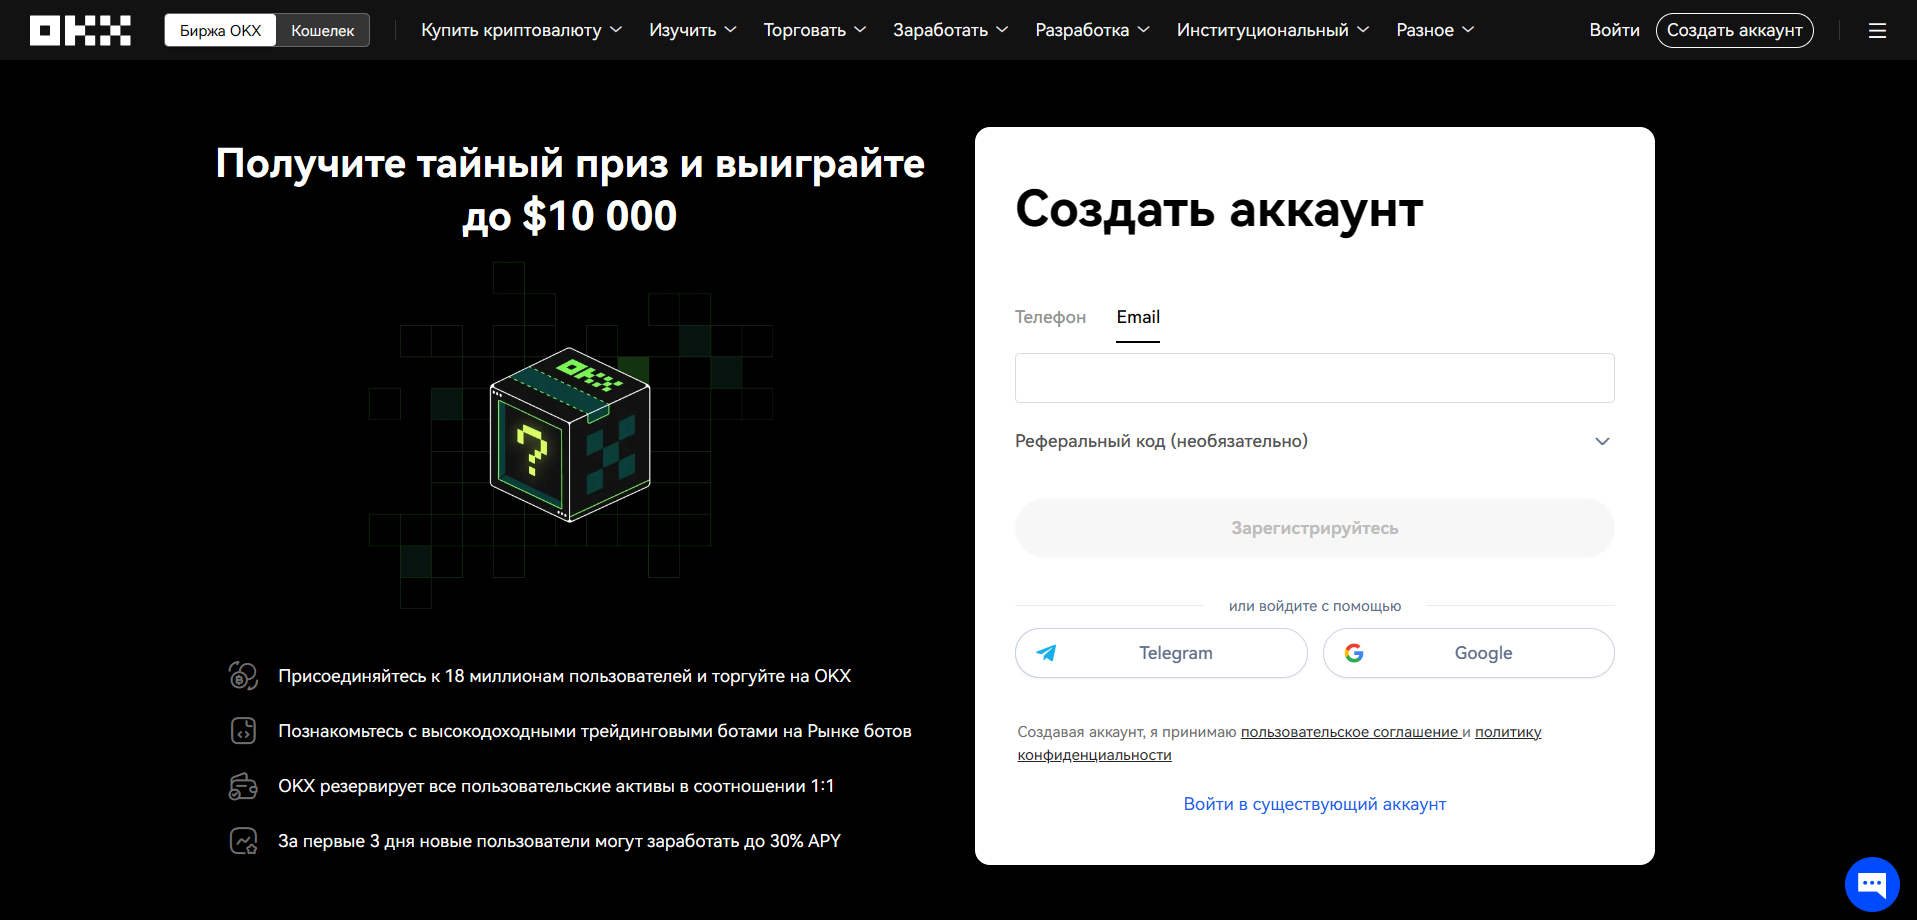 OKX
Биржа OKX
Кошелек
Купить криптовалюту
Изучить
Торговать
Заработать
Разработка
Институциональный
Разное
Войти
Создать аккаунт
Получите тайный приз и выиграйте
до $10 000
OKX
?
Присоединяйтесь к 18 миллионам пользователей и торгуйте на OKX
Познакомьтесь с высокодоходными трейдинговыми ботами на Рынке ботов
OKX резервирует все пользовательские активы в соотношении 1:1
За первые 3 дня новые пользователи могут заработать до 30% APY
Создать аккаунт
Телефон
Email
Реферальный код (необязательно)
Зарегистрируйтесь
или войдите с помощью
Telegram
Google
Создавая аккаунт, я принимаю пользовательское соглашение и политику
конфиденциальности
Войти в существующий аккаунт